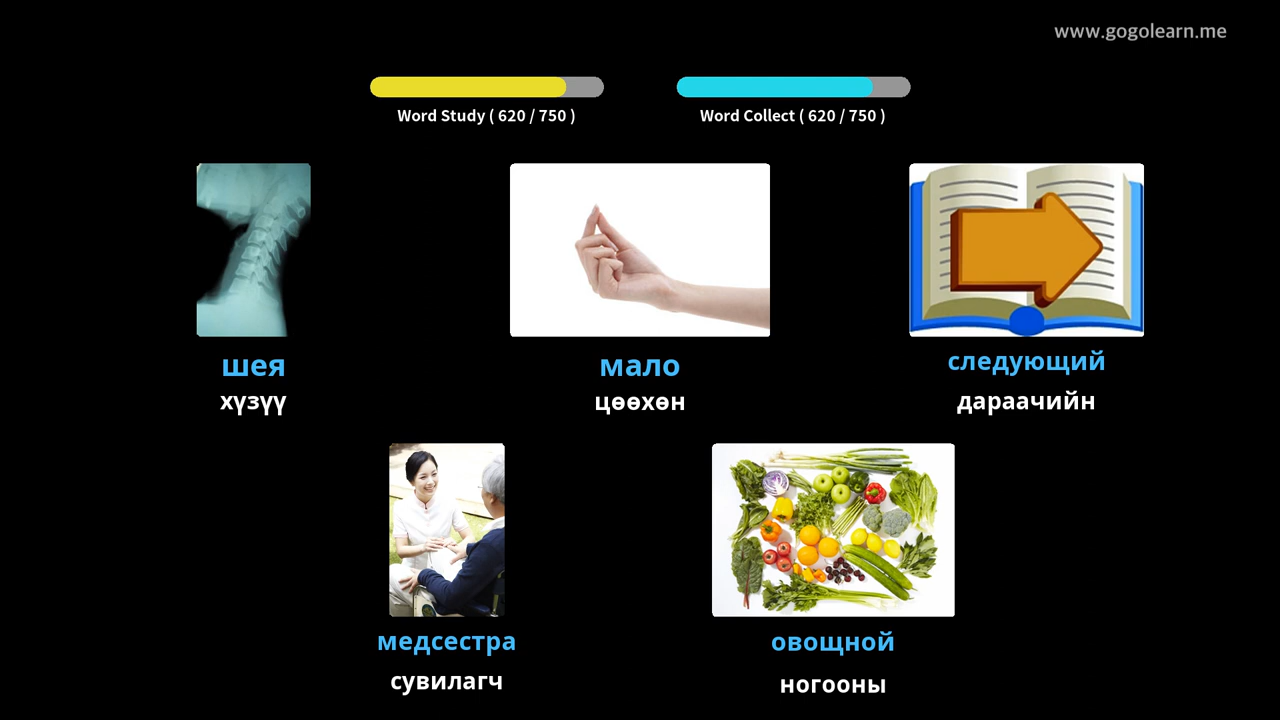 www.gogolearn.me
Word Study ( 620 / 750 )
Word Collect ( 620 / 750 )
шея
мало
следующий
хүзүү
цөөхөн
дараачийн
медсестра
овощной
сувилагч
ногооны